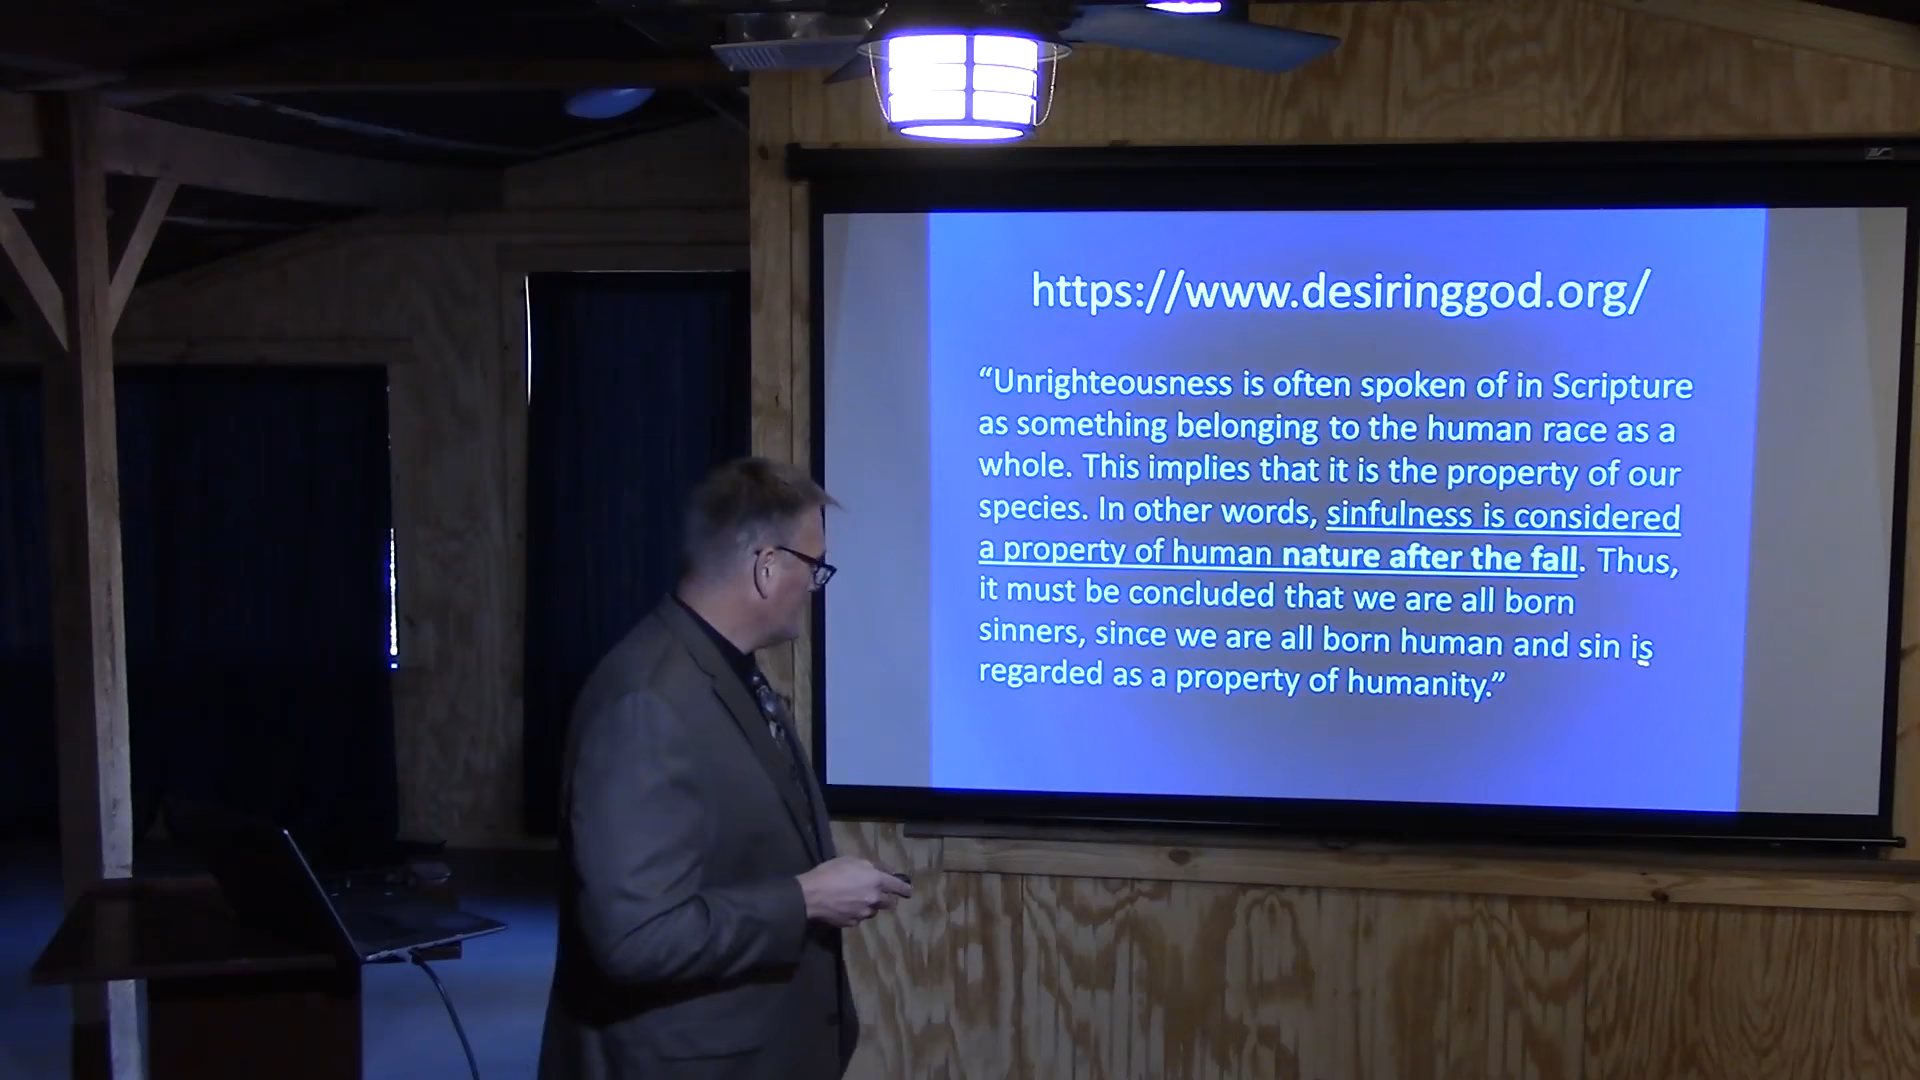 https://www.desiringgod.org/
“Unrighteousness is often spoken of in Scripture
as something belonging to the human race as a
whole. This implies that it is the property of our
species. In other words, sinfulness is considered
a property of human nature after the fall. Thus,
it must be concluded that we are all born
sinners, since we are all born human and sin is
regarded as a property of humanity.”